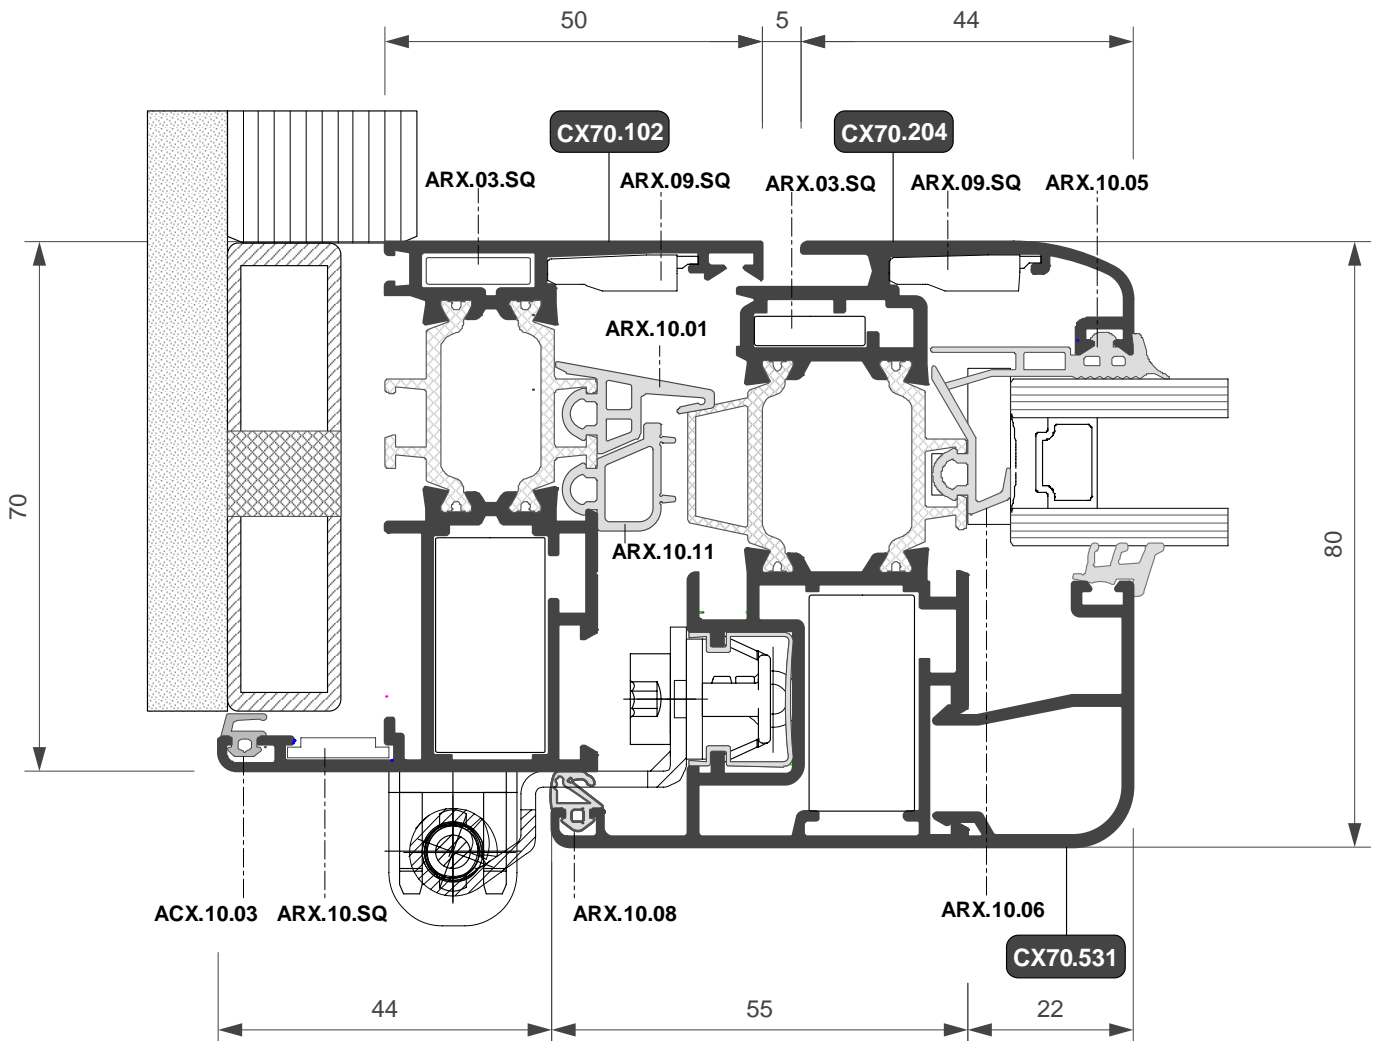 50
5
44
CX70.102
CX70.204
ARX.03.SQ
ARX.09.SQ
ARX.03.SQ
ARX.09.SQ
ARX.10.05
ARX.10.01
70
ARX.10.11
80
ACX.10.03
ARX.10.SQ
ARX.10.08
ARX.10.06
CX70.531
44
55
22